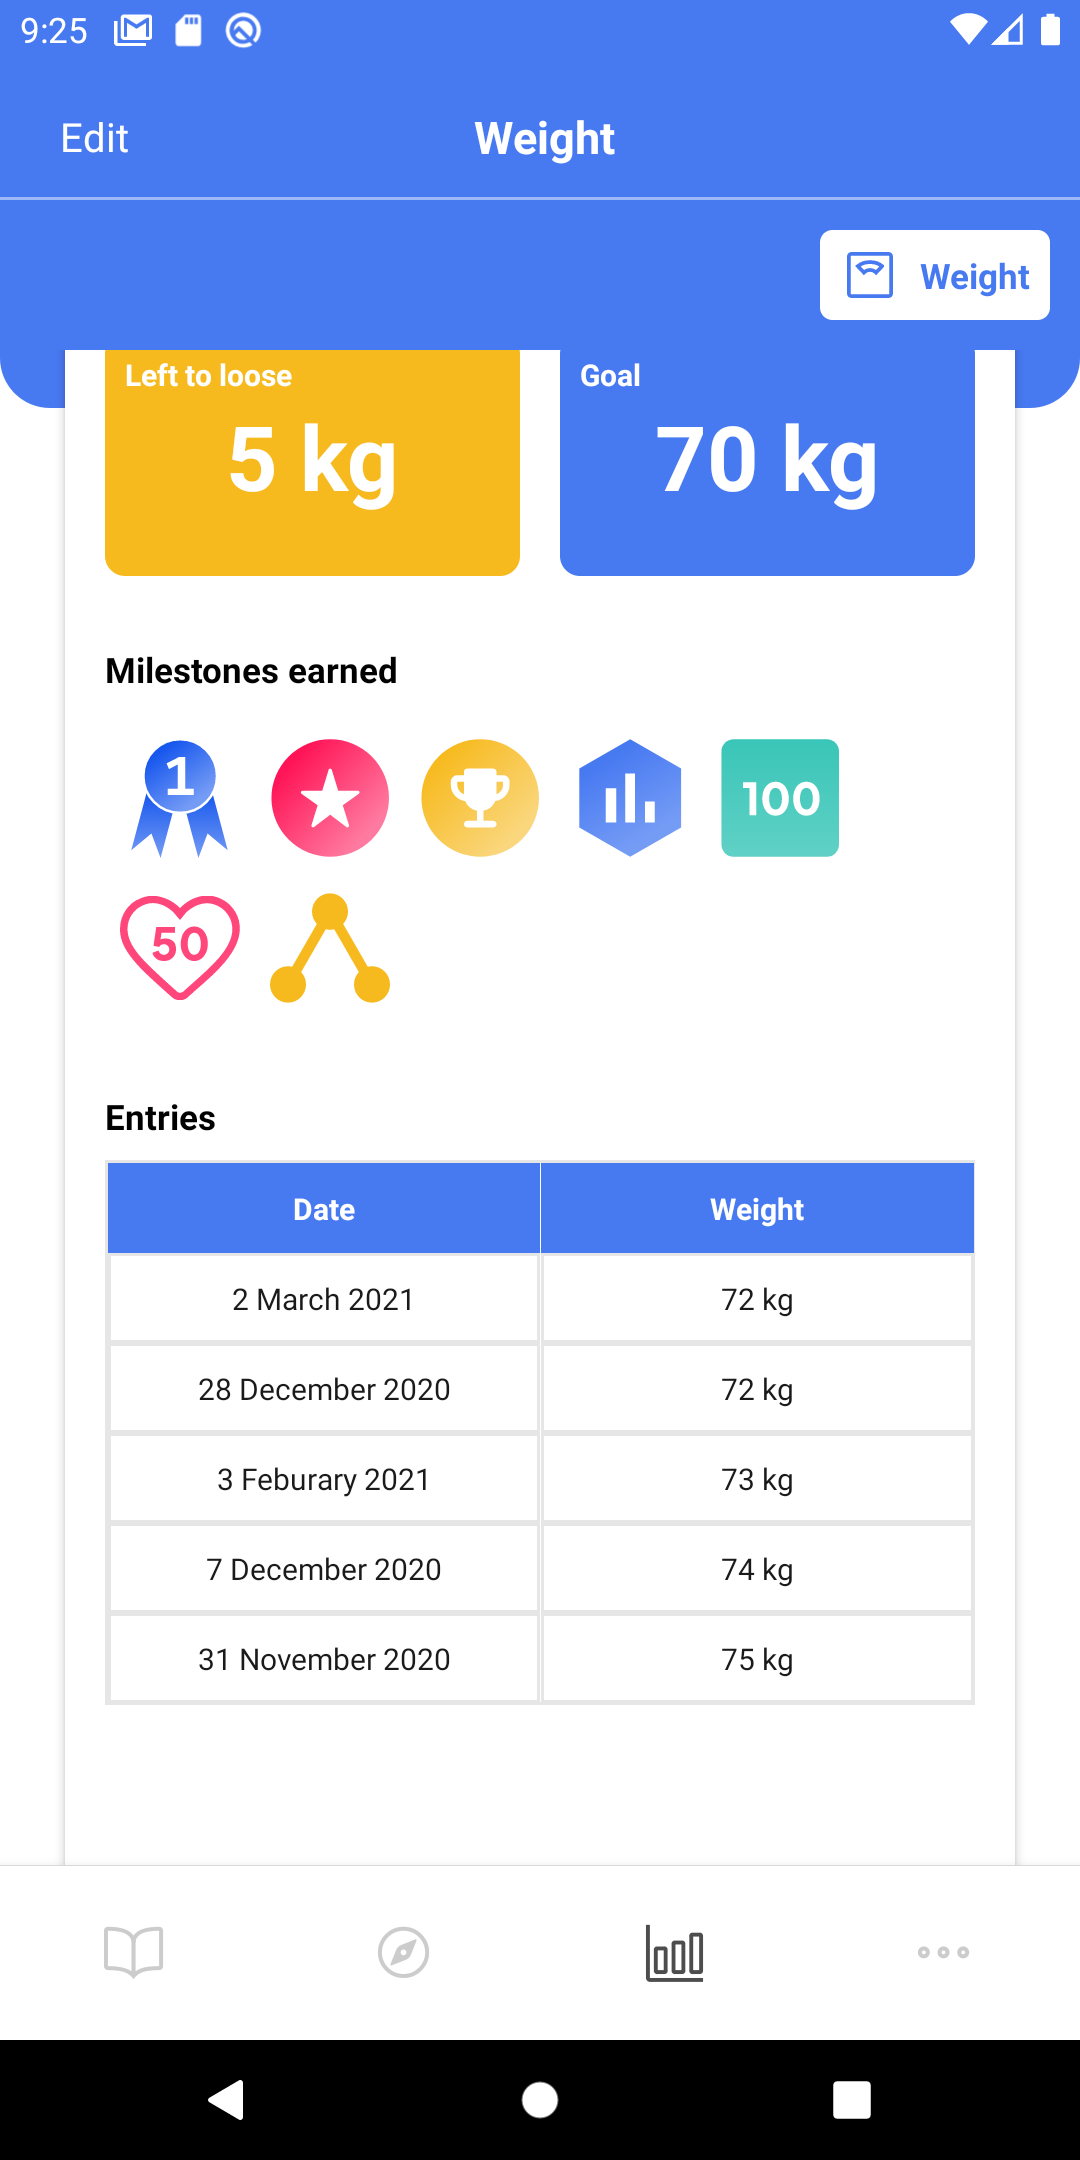 9:25
Edit
Weight
Weight
Left to loose
Goal
5 kg
70 kg
Milestones earned
1
100
50
Entries
Date
Weight
2 March 2021
72 kg
28 December 2020
72 kg
3 Feburary 2021
73 kg
7 December 2020
74 kg
31 November 2020
75 kg